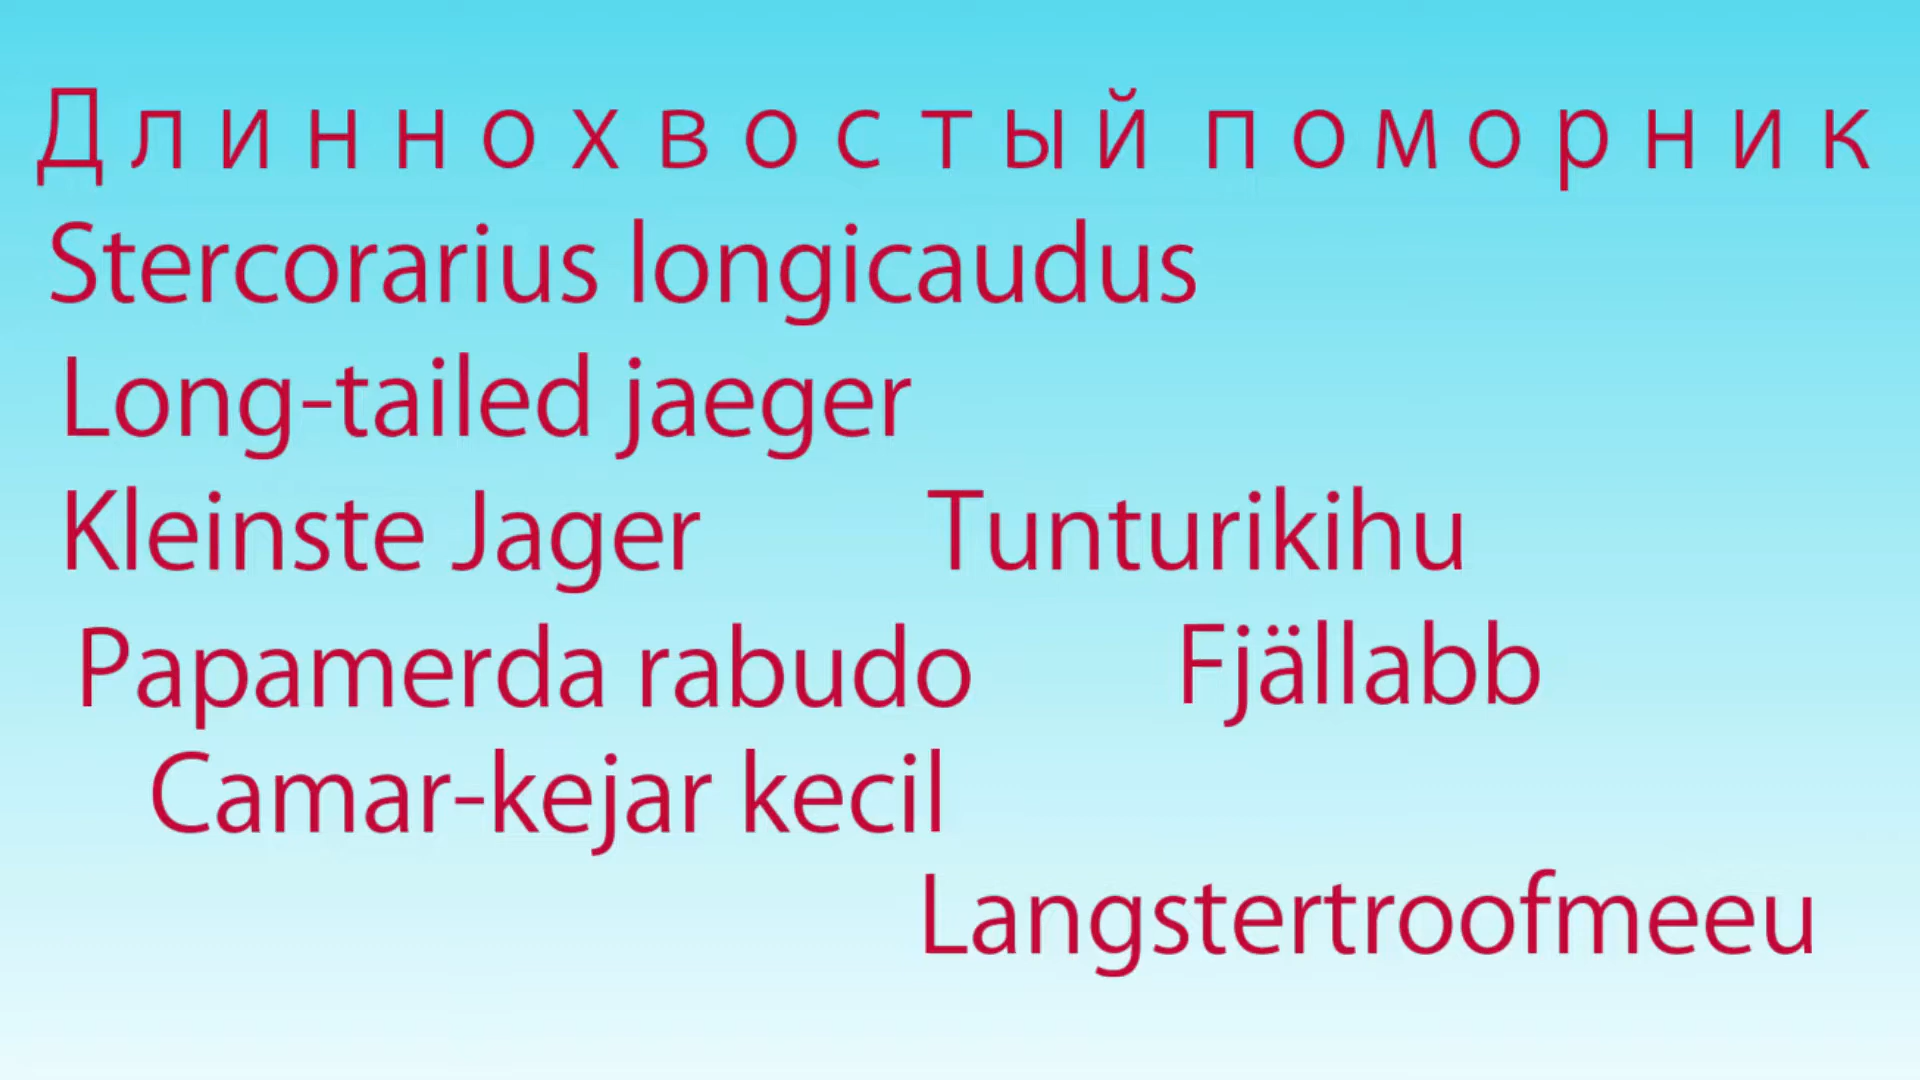 Длиннохвостый поморник
Stercorarius longicaudus
Long-tailed jaeger
Kleinste Jager Tunturikihu
Papamerda rabudo Fjällabb
Camar-kejar kecil
Langstertroofmeeu